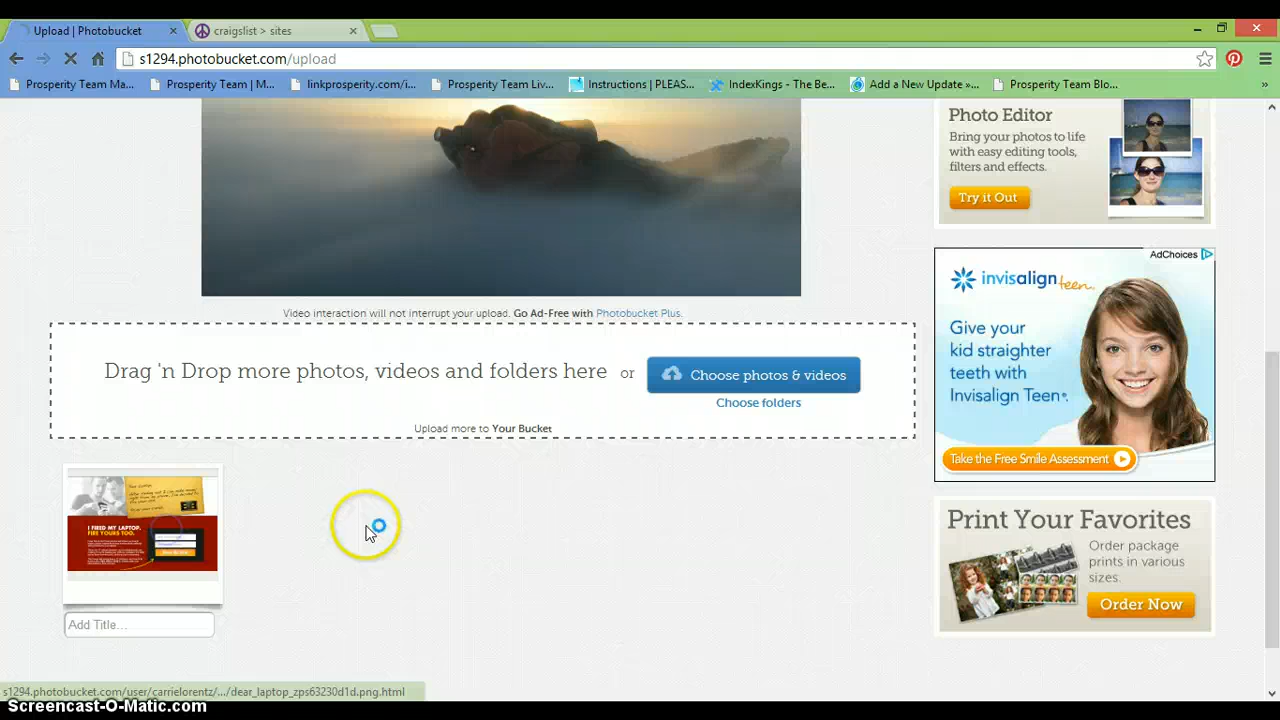 Upload | Photobucket
craigslist > sites
s1294.photobucket.com/upload
Prosperity Team Ma...
Prosperity Team | M...
linkprosperity.com/i...
Prosperity Team Liv...
Instructions | PLEAS...
IndexKings - The Be...
Add a New Update »...
Prosperity Team Blo...
»
Photo Editor
Bring your photos to life
with easy editing tools,
filters and effects.
Try it Out
Video interaction will not interrupt your upload. Go Ad-Free with Photobucket Plus.
Drag 'n Drop more photos, videos and folders here or
Choose photos & videos
Choose folders
Upload more to Your Bucket
AdChoices
invisalign teen
Give your
kid straighter
teeth with
Invisalign Teen®.
Take the Free Smile Assessment
I FIRED MY LAPTOP.
FIRE YOURS TOO.
Add Title...
Print Your Favorites
Order package
prints in various
sizes.
Order Now
s1294.photobucket.com/user/carrielorentz/.../dear_laptop_zps63230d1d.png.html
Screencast-O-Matic.com